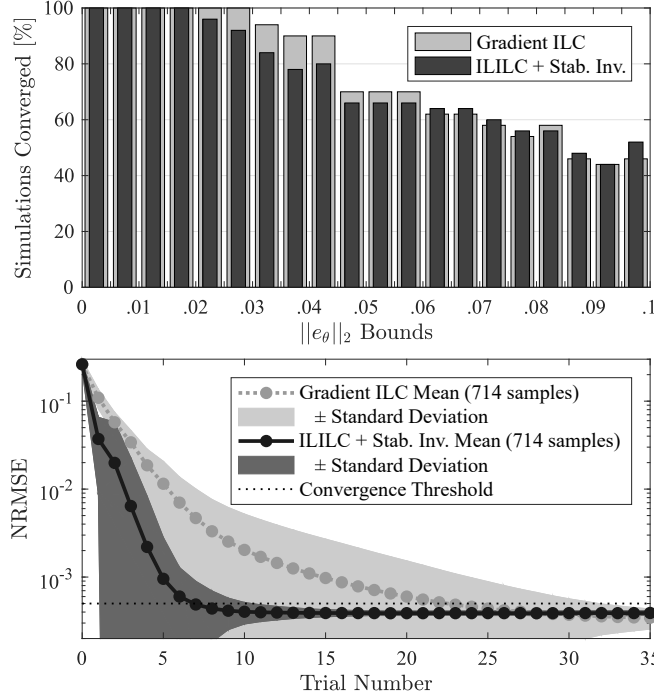 Simulations Converged [%]
100
80
60
40
20
0
Gradient ILC
ILILC + Stab. Inv.
0 .01 .02 .03 .04 .05 .06 .07 .08 .09 .1
||e_θ||₂ Bounds
NRMSE
10⁻¹
10⁻²
10⁻³
Gradient ILC Mean (714 samples)
± Standard Deviation
ILILC + Stab. Inv. Mean (714 samples)
± Standard Deviation
Convergence Threshold
0 5 10 15 20 25 30 35
Trial Number